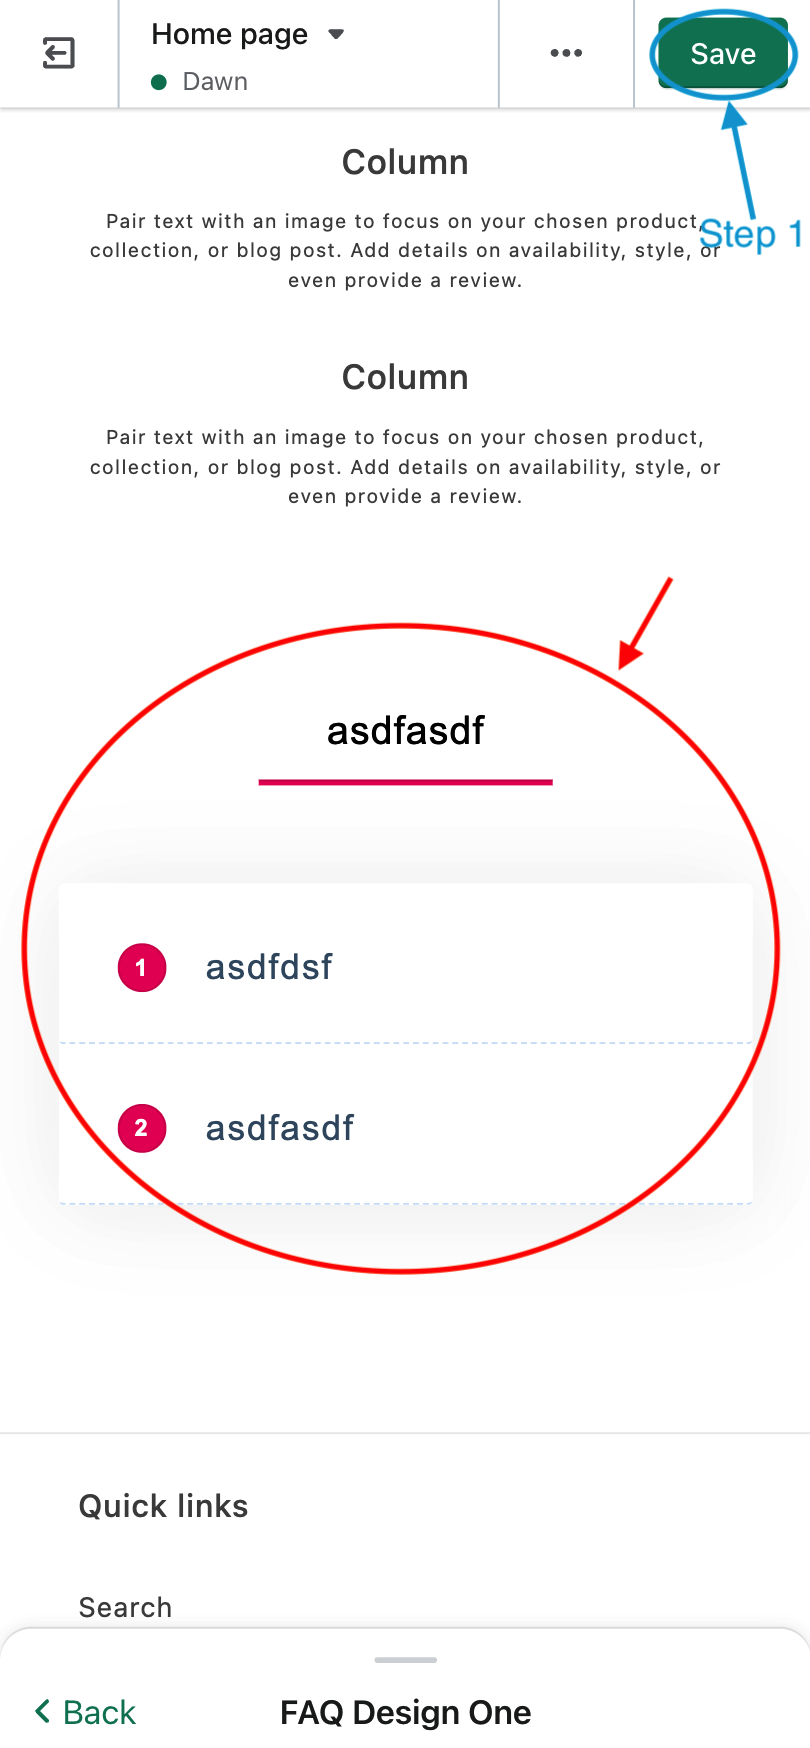 Home page
Dawn
Save
Step 1
Column
Pair text with an image to focus on your chosen product,
collection, or blog post. Add details on availability, style, or
even provide a review.
Column
Pair text with an image to focus on your chosen product,
collection, or blog post. Add details on availability, style, or
even provide a review.
asdfasdf
1 asdfdsf
2 asdfasdf
Quick links
Search
Back FAQ Design One